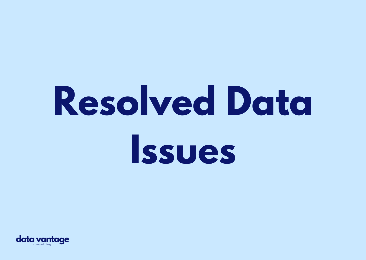 Resolved Data
Issues
data vantage